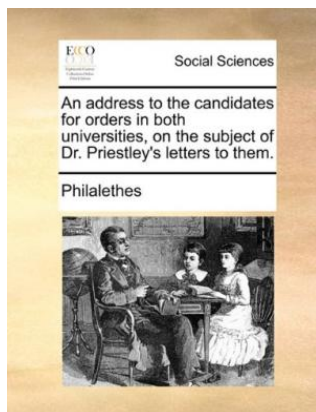 ECCO
Social Sciences
An address to the candidates
for orders in both
universities, on the subject of
Dr. Priestley's letters to them.
Philalethes